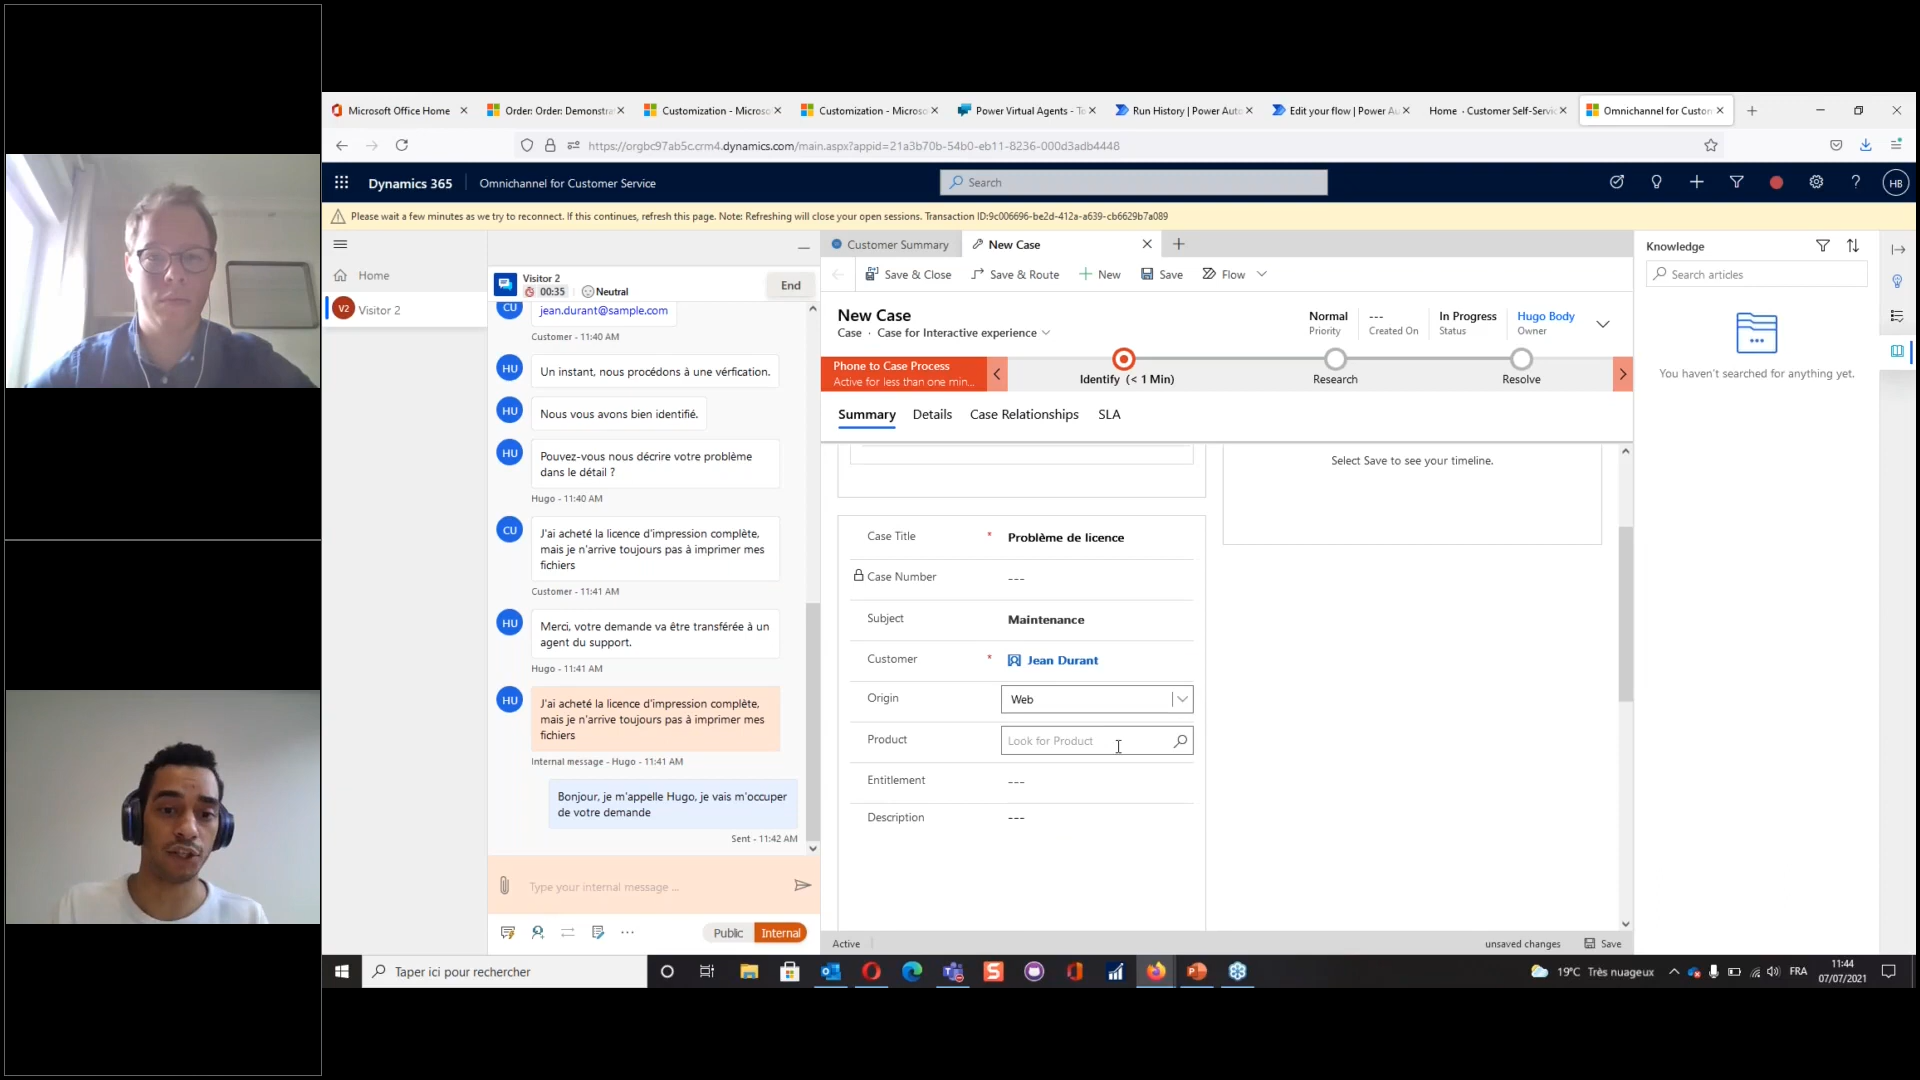 Microsoft Office Home
Order: Order: Demonstra
Customization - Microso
Customization - Microso
Power Virtual Agents - To
Run History | Power Auto
Edit your flow | Power Au
Home - Customer Self-Servic
Omnichannel for Custom
https://orgbc97ab5c.crm4.dynamics.com/main.aspx?appid=21a3b70b-54b0-eb11-8236-000d3adb4448
Dynamics 365
Omnichannel for Customer Service
Search
HB
Please wait a few minutes as we try to reconnect. If this continues, refresh this page. Note: Refreshing will close your open sessions. Transaction ID:9c006696-be2d-412a-a639-cb6629b7a089
Home
V2 Visitor 2
Visitor 2
00:35
Neutral
End
CU
jean.durant@sample.com
Customer - 11:40 AM
HU
Un instant, nous procédons à une vérfication.
HU
Nous vous avons bien identifié.
HU
Pouvez-vous nous décrire votre problème
dans le détail ?
Hugo - 11:40 AM
CU
J'ai acheté la licence d'impression complète,
mais je n'arrive toujours pas à imprimer mes
fichiers
Customer - 11:41 AM
HU
Merci, votre demande va être transférée à un
agent du support.
Hugo - 11:41 AM
HU
J'ai acheté la licence d'impression complète,
mais je n'arrive toujours pas à imprimer mes
fichiers
Internal message - Hugo - 11:41 AM
Bonjour, je m'appelle Hugo, je vais m'occuper
de votre demande
Sent - 11:42 AM
Type your internal message ...
Public
Internal
Customer Summary
New Case
Save & Close
Save & Route
New
Save
Flow
New Case
Case · Case for Interactive experience
Normal
Priority
---
Created On
In Progress
Status
Hugo Body
Owner
Phone to Case Process
Active for less than one min...
Identify (< 1 Min)
Research
Resolve
Summary
Details
Case Relationships
SLA
Select Save to see your timeline.
Case Title * Problème de licence
Case Number ---
Subject Maintenance
Customer * Jean Durant
Origin Web
Product Look for Product
Entitlement ---
Description ---
Active
unsaved changes
Save
Knowledge
Search articles
You haven't searched for anything yet.
Taper ici pour rechercher
19°C Très nuageux
FRA
11:44
07/07/2021